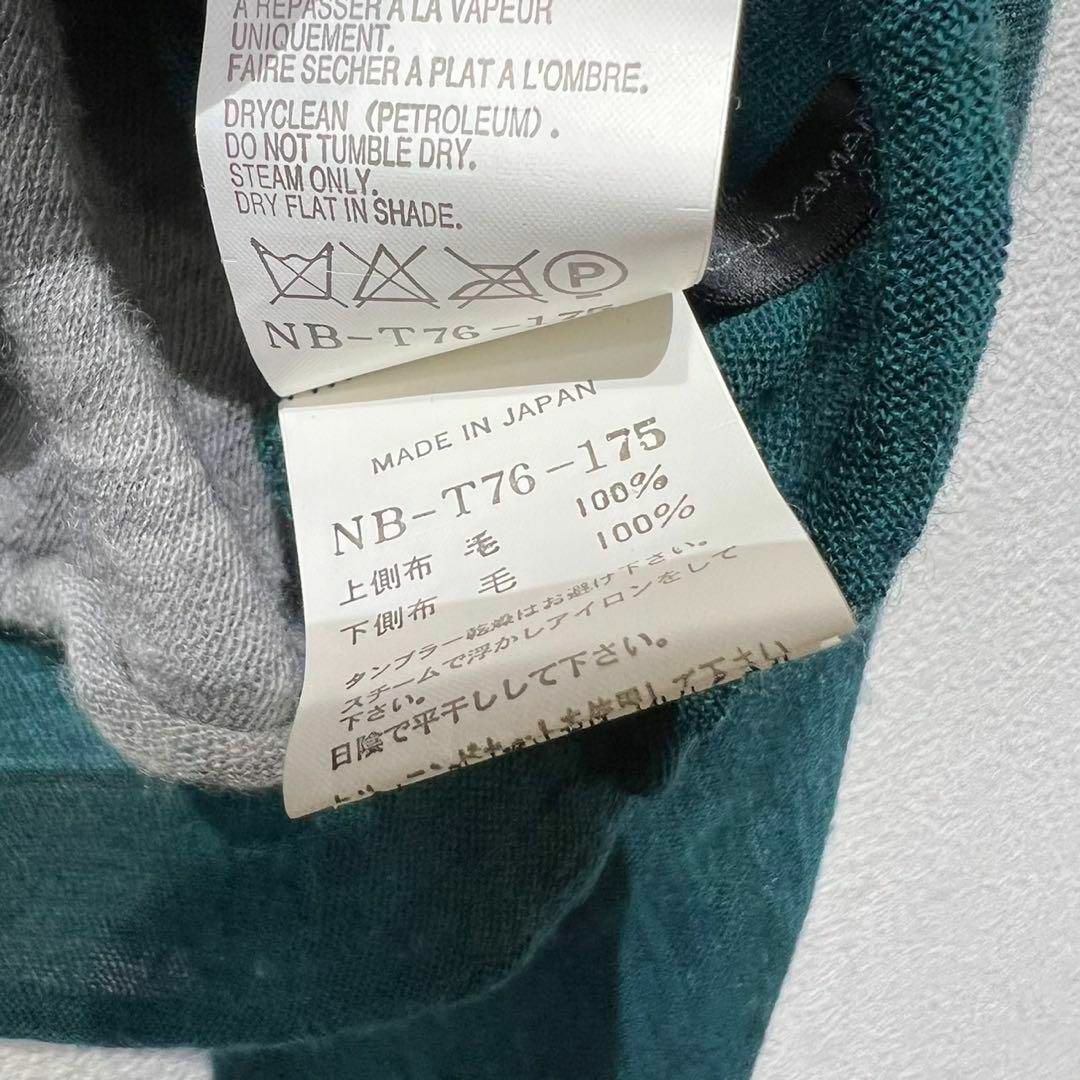 A REPASSER A LA VAPEUR
UNIQUEMENT.
FAIRE SECHER A PLAT A L'OMBRE.
DRYCLEAN (PETROLEUM).
DO NOT TUMBLE DRY.
STEAM ONLY.
DRY FLAT IN SHADE.
P
NB-T76-175
MADE IN JAPAN
NB-T76-175
上側布 毛 100%
下側布 毛 100%
タンブラー乾燥はお避け下さい。
スチームで浮かしアイロンをして
下さい。
日陰で平干しして下さい。